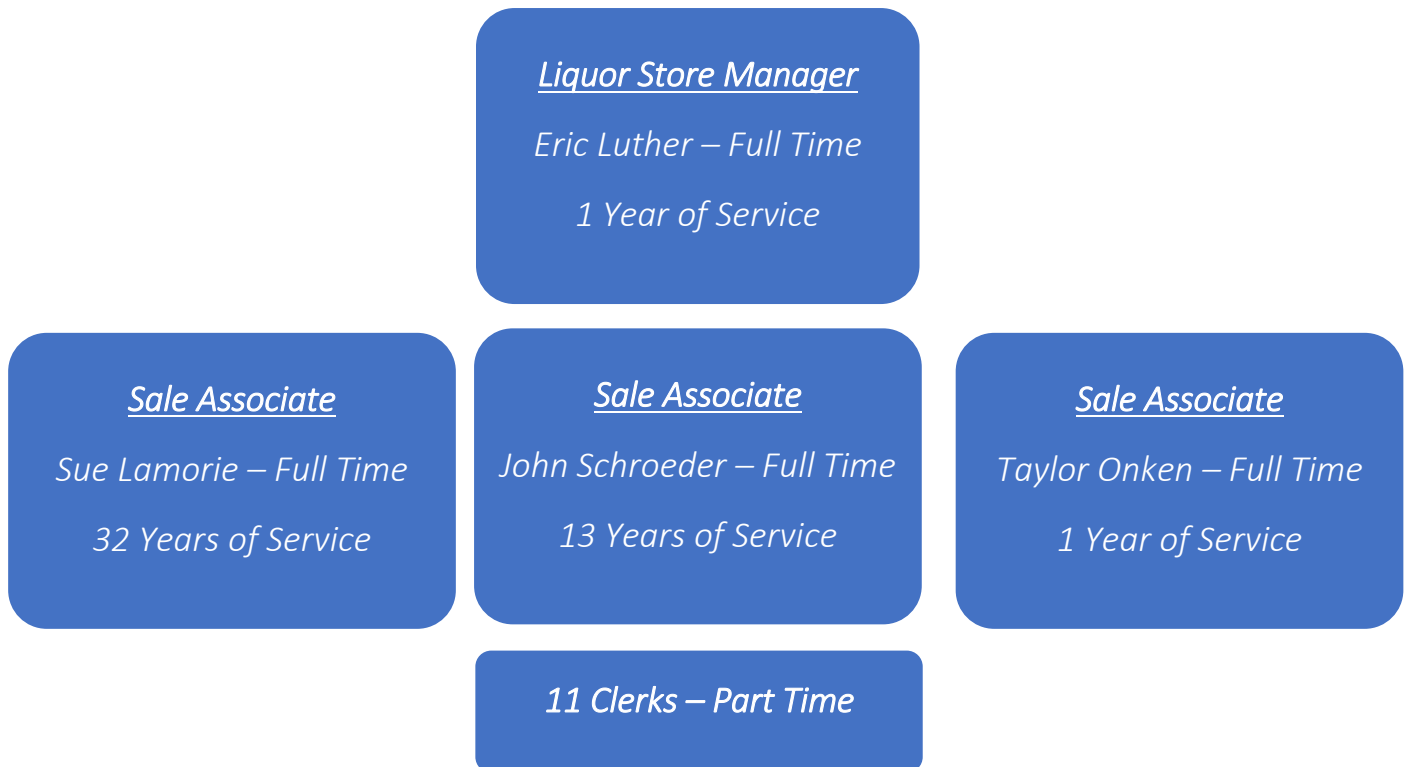 Liquor Store Manager
Eric Luther – Full Time
1 Year of Service
Sale Associate
Sue Lamorie – Full Time
32 Years of Service
Sale Associate
John Schroeder – Full Time
13 Years of Service
Sale Associate
Taylor Onken – Full Time
1 Year of Service
11 Clerks – Part Time